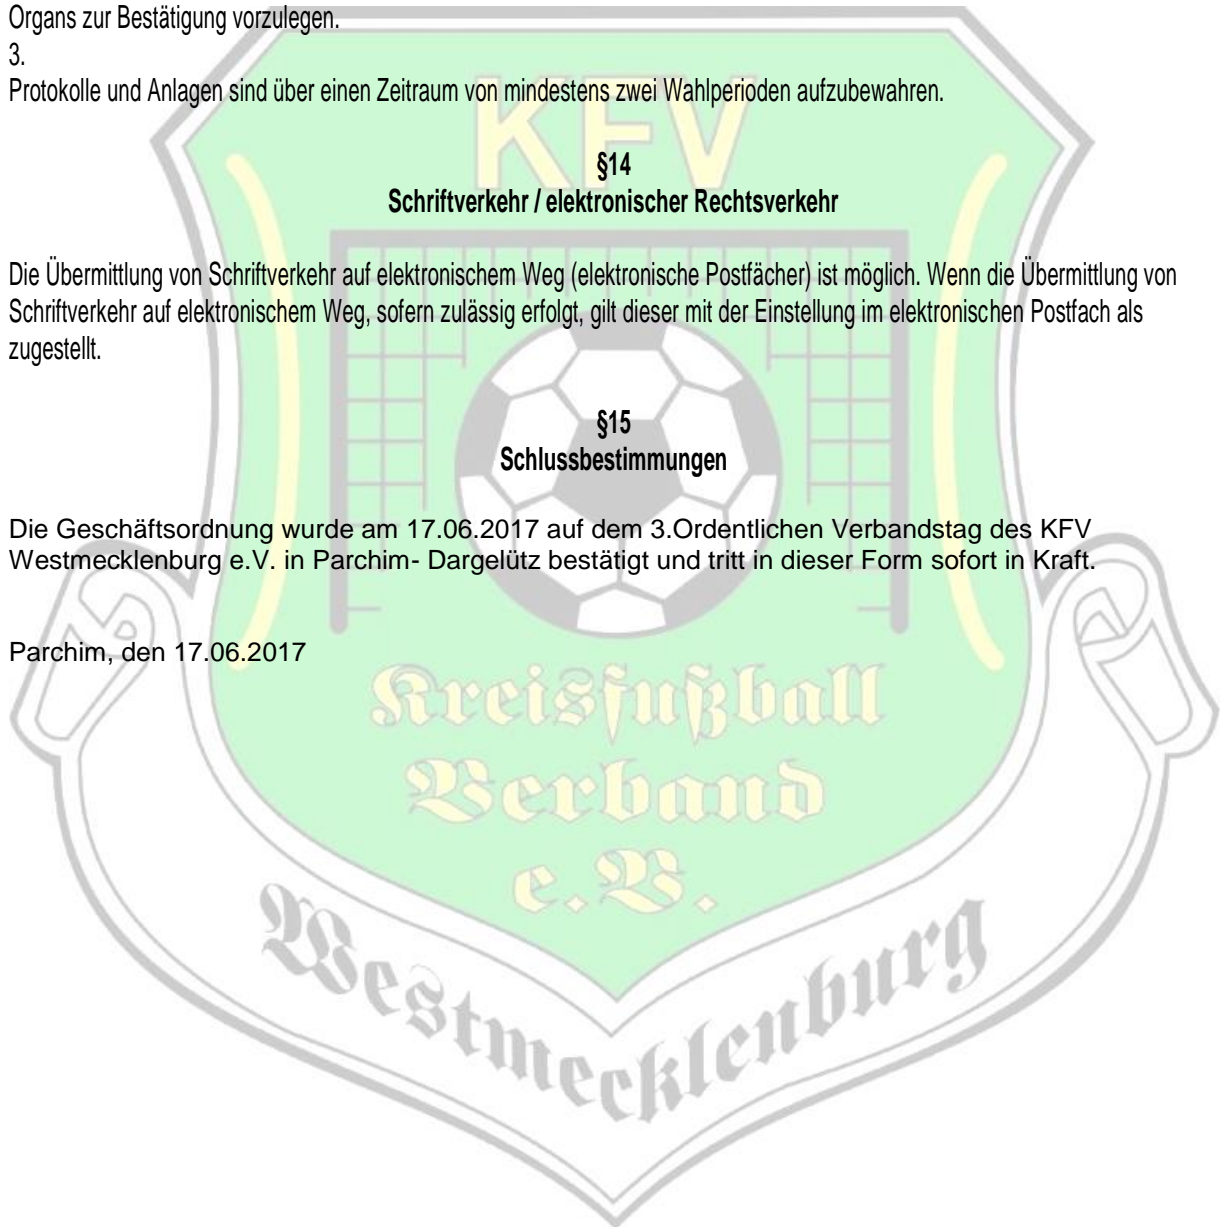 Organs zur Bestätigung vorzulegen.
3.
Protokolle und Anlagen sind über einen Zeitraum von mindestens zwei Wahlperioden aufzubewahren.
KFV
§14
Schriftverkehr / elektronischer Rechtsverkehr
Die Übermittlung von Schriftverkehr auf elektronischem Weg (elektronische Postfächer) ist möglich. Wenn die Übermittlung von
Schriftverkehr auf elektronischem Weg, sofern zulässig erfolgt, gilt dieser mit der Einstellung im elektronischen Postfach als
zugestellt.
§15
Schlussbestimmungen
Die Geschäftsordnung wurde am 17.06.2017 auf dem 3.Ordentlichen Verbandstag des KFV
Westmecklenburg e.V. in Parchim- Dargelütz bestätigt und tritt in dieser Form sofort in Kraft.
Parchim, den 17.06.2017
Kreisfußball
Verband
e.V.
Westmecklenburg